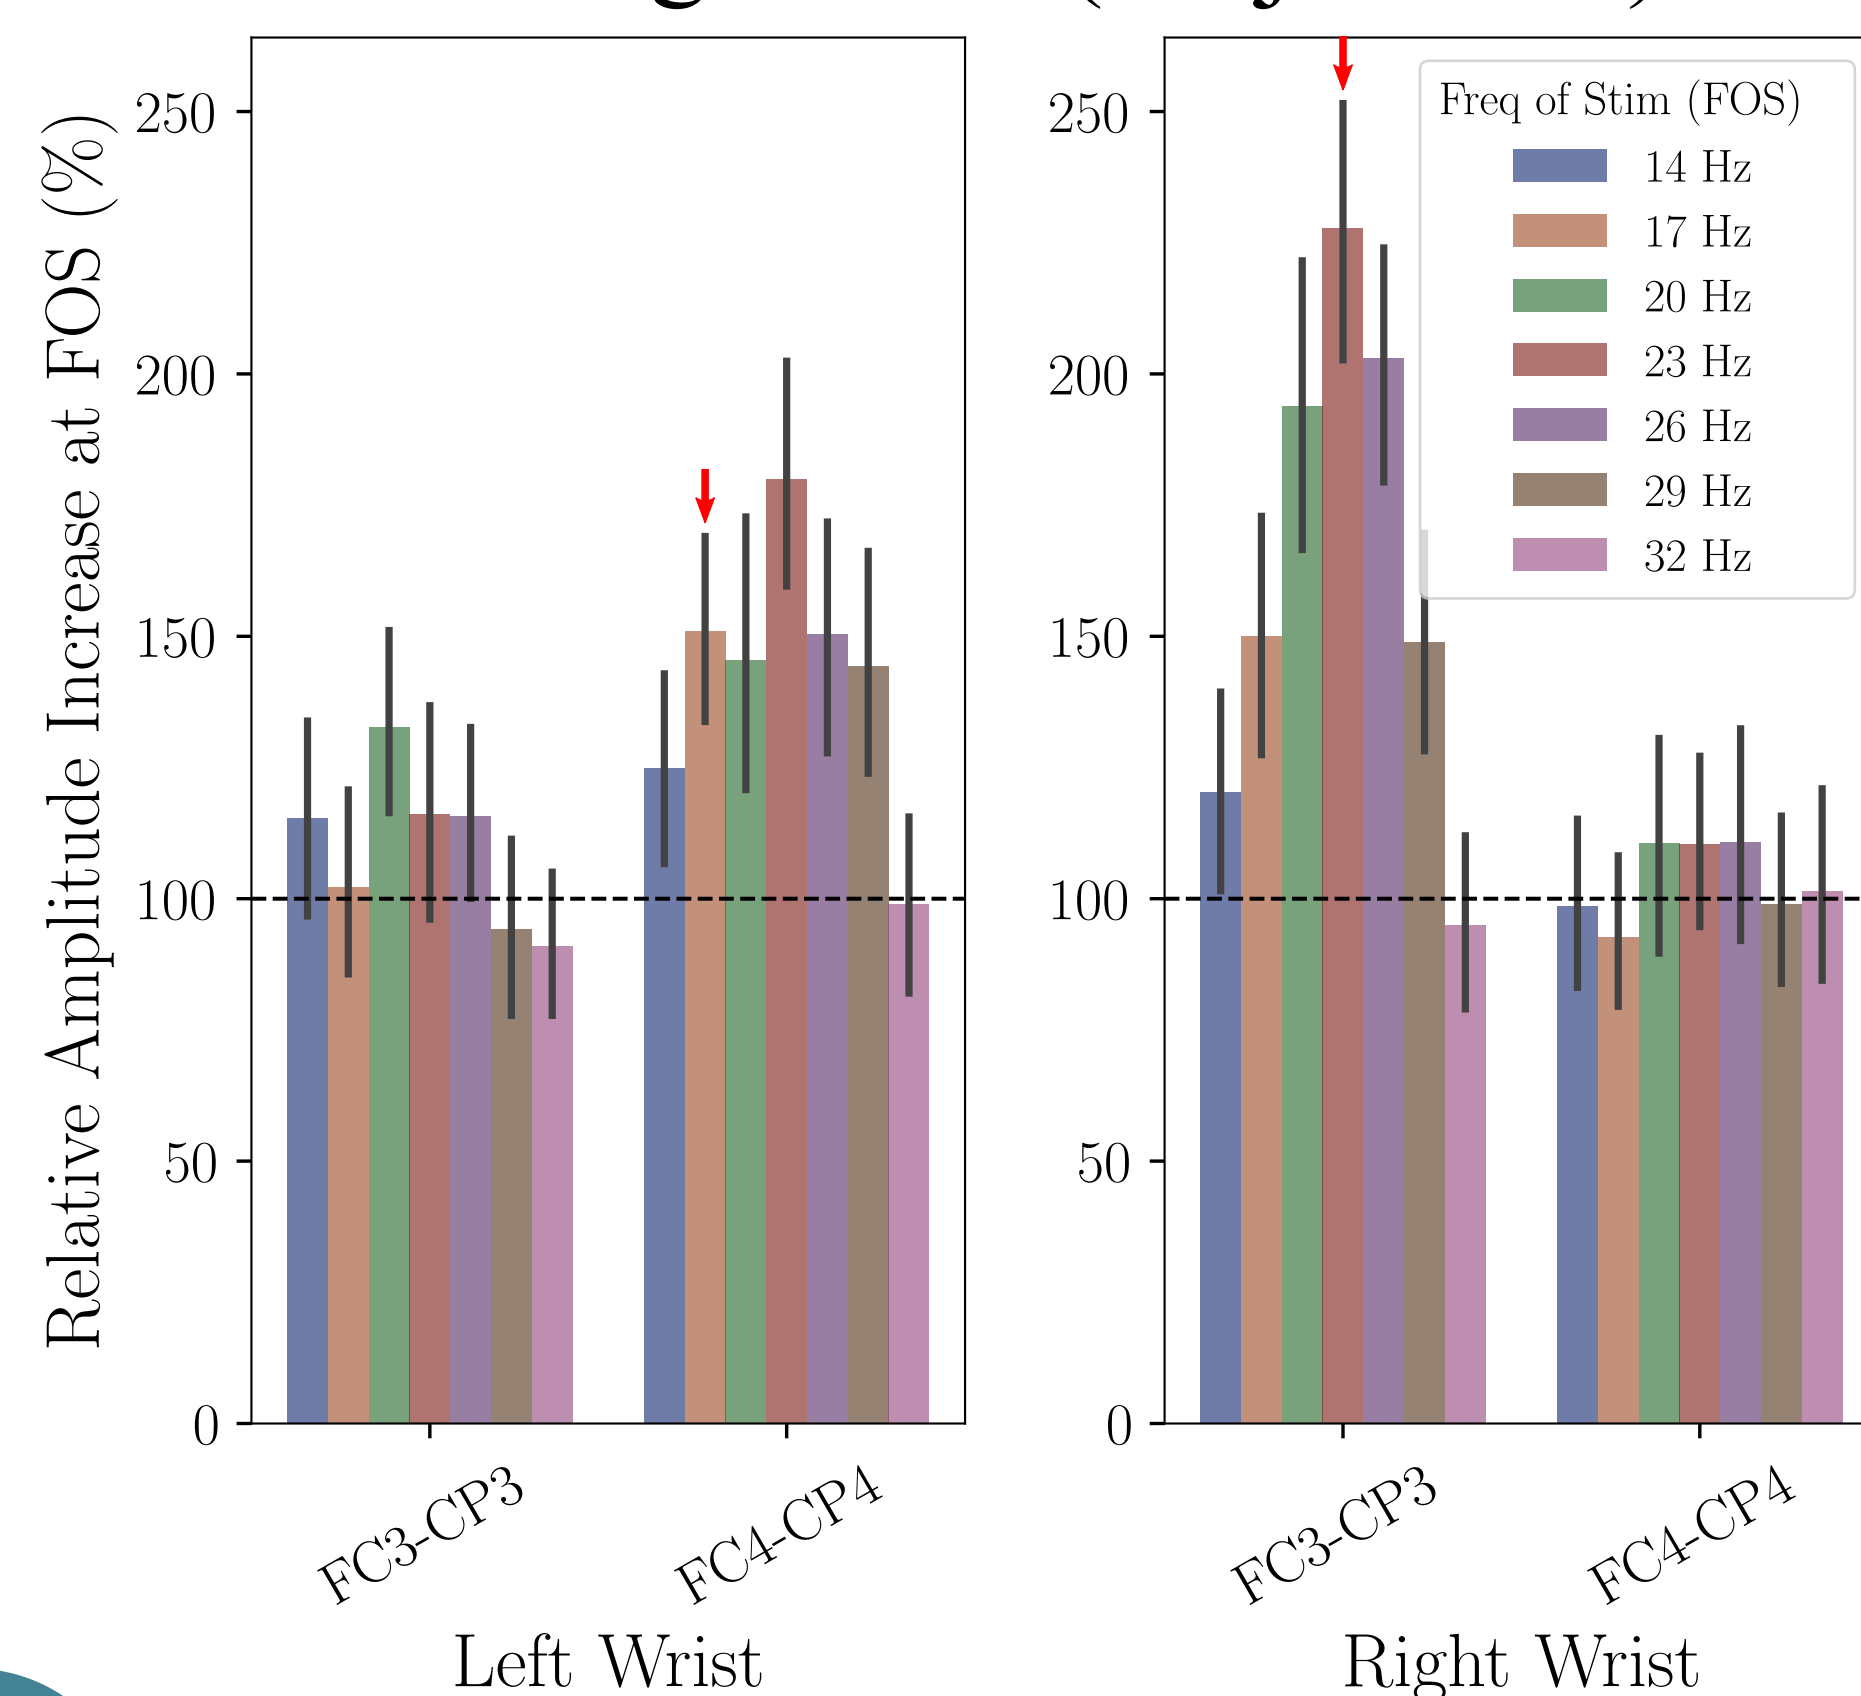 Relative Amplitude Increase at FOS (%)
250
200
150
100
50
0
FC3-CP3
FC4-CP4
Left Wrist
250
200
150
100
50
0
Freq of Stim (FOS)
14 Hz
17 Hz
20 Hz
23 Hz
26 Hz
29 Hz
32 Hz
FC3-CP3
FC4-CP4
Right Wrist